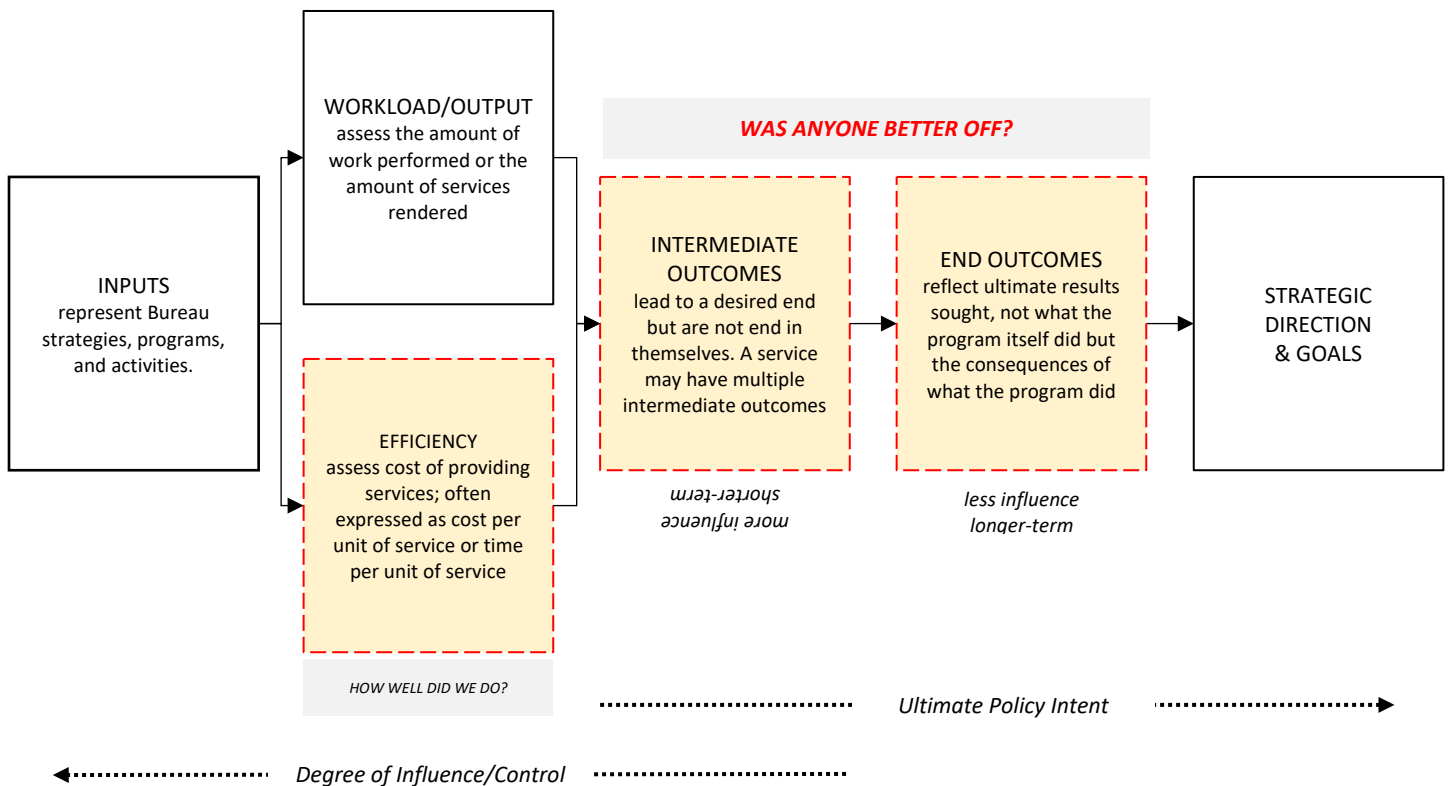 INPUTS
represent Bureau
strategies, programs,
and activities.
WORKLOAD/OUTPUT
assess the amount of
work performed or the
amount of services
rendered
EFFICIENCY
assess cost of providing
services; often
expressed as cost per
unit of service or time
per unit of service
HOW WELL DID WE DO?
WAS ANYONE BETTER OFF?
INTERMEDIATE
OUTCOMES
lead to a desired end
but are not end in
themselves. A service
may have multiple
intermediate outcomes
more influence
shorter-term
END OUTCOMES
reflect ultimate results
sought, not what the
program itself did but
the consequences of
what the program did
less influence
longer-term
STRATEGIC
DIRECTION
& GOALS
Ultimate Policy Intent
Degree of Influence/Control